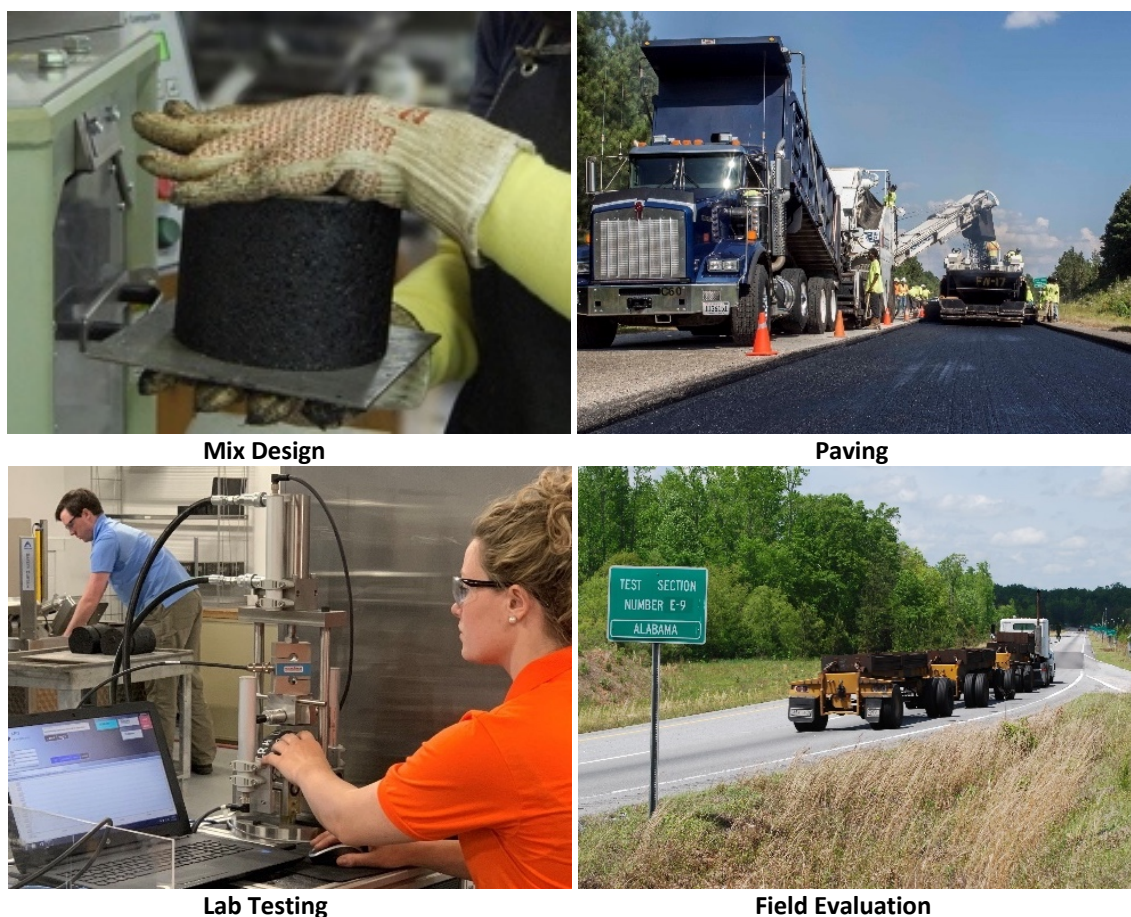 Mix Design
Paving
TEST SECTION
NUMBER E-9
ALABAMA
Lab Testing
Field Evaluation